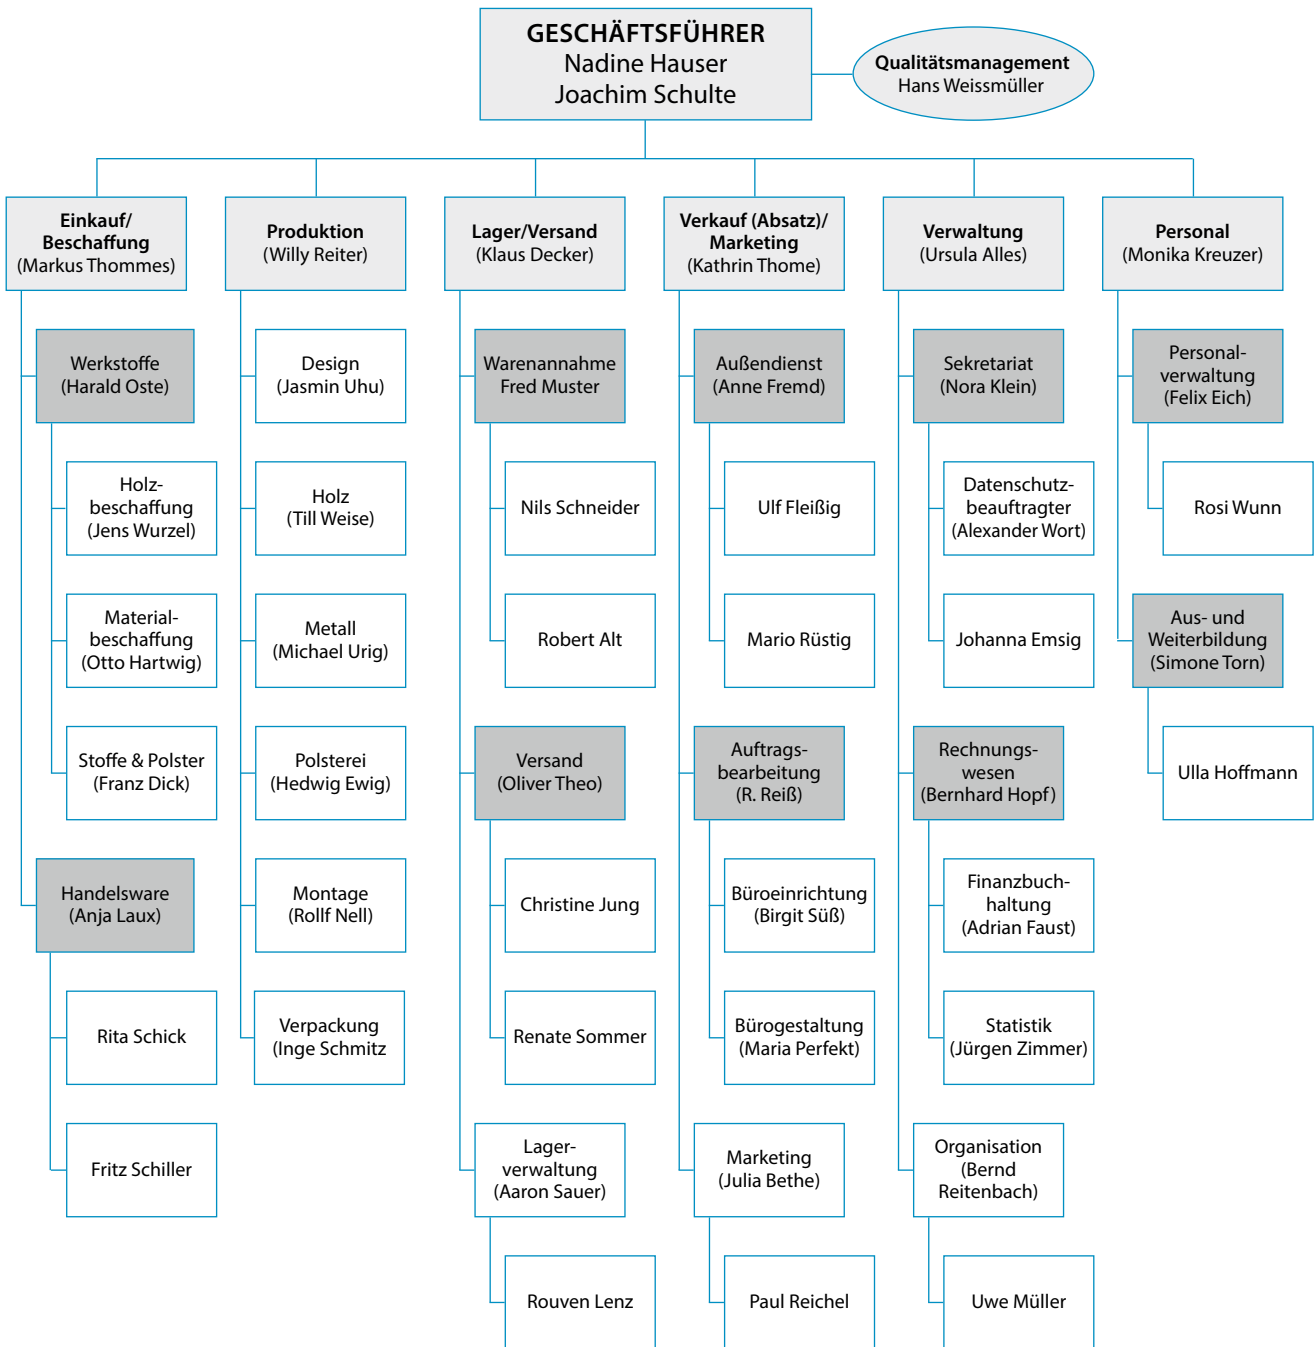 GESCHÄFTSFÜHRER
Nadine Hauser
Joachim Schulte
Qualitätsmanagement
Hans Weissmüller
Einkauf/
Beschaffung
(Markus Thommes)
Werkstoffe
(Harald Oste)
Holz-
beschaffung
(Jens Wurzel)
Material-
beschaffung
(Otto Hartwig)
Stoffe & Polster
(Franz Dick)
Handelsware
(Anja Laux)
Rita Schick
Fritz Schiller
Produktion
(Willy Reiter)
Design
(Jasmin Uhu)
Holz
(Till Weise)
Metall
(Michael Urig)
Polsterei
(Hedwig Ewig)
Montage
(Rollf Nell)
Verpackung
(Inge Schmitz
Lager/Versand
(Klaus Decker)
Warenannahme
Fred Muster
Nils Schneider
Robert Alt
Versand
(Oliver Theo)
Christine Jung
Renate Sommer
Lager-
verwaltung
(Aaron Sauer)
Rouven Lenz
Verkauf (Absatz)/
Marketing
(Kathrin Thome)
Außendienst
(Anne Fremd)
Ulf Fleißig
Mario Rüstig
Auftrags-
bearbeitung
(R. Reiß)
Büroeinrichtung
(Birgit Süß)
Bürogestaltung
(Maria Perfekt)
Marketing
(Julia Bethe)
Paul Reichel
Verwaltung
(Ursula Alles)
Sekretariat
(Nora Klein)
Datenschutz-
beauftragter
(Alexander Wort)
Johanna Emsig
Rechnungs-
wesen
(Bernhard Hopf)
Finanzbuch-
haltung
(Adrian Faust)
Statistik
(Jürgen Zimmer)
Organisation
(Bernd
Reitenbach)
Uwe Müller
Personal
(Monika Kreuzer)
Personal-
verwaltung
(Felix Eich)
Rosi Wunn
Aus- und
Weiterbildung
(Simone Torn)
Ulla Hoffmann